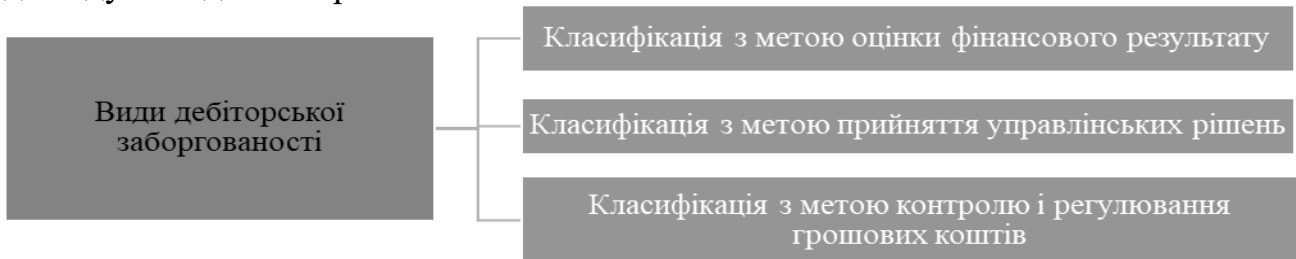 Види дебіторської
заборгованості
Класифікація з метою оцінки фінансового результату
Класифікація з метою прийняття управлінських рішень
Класифікація з метою контролю і регулювання
грошових коштів